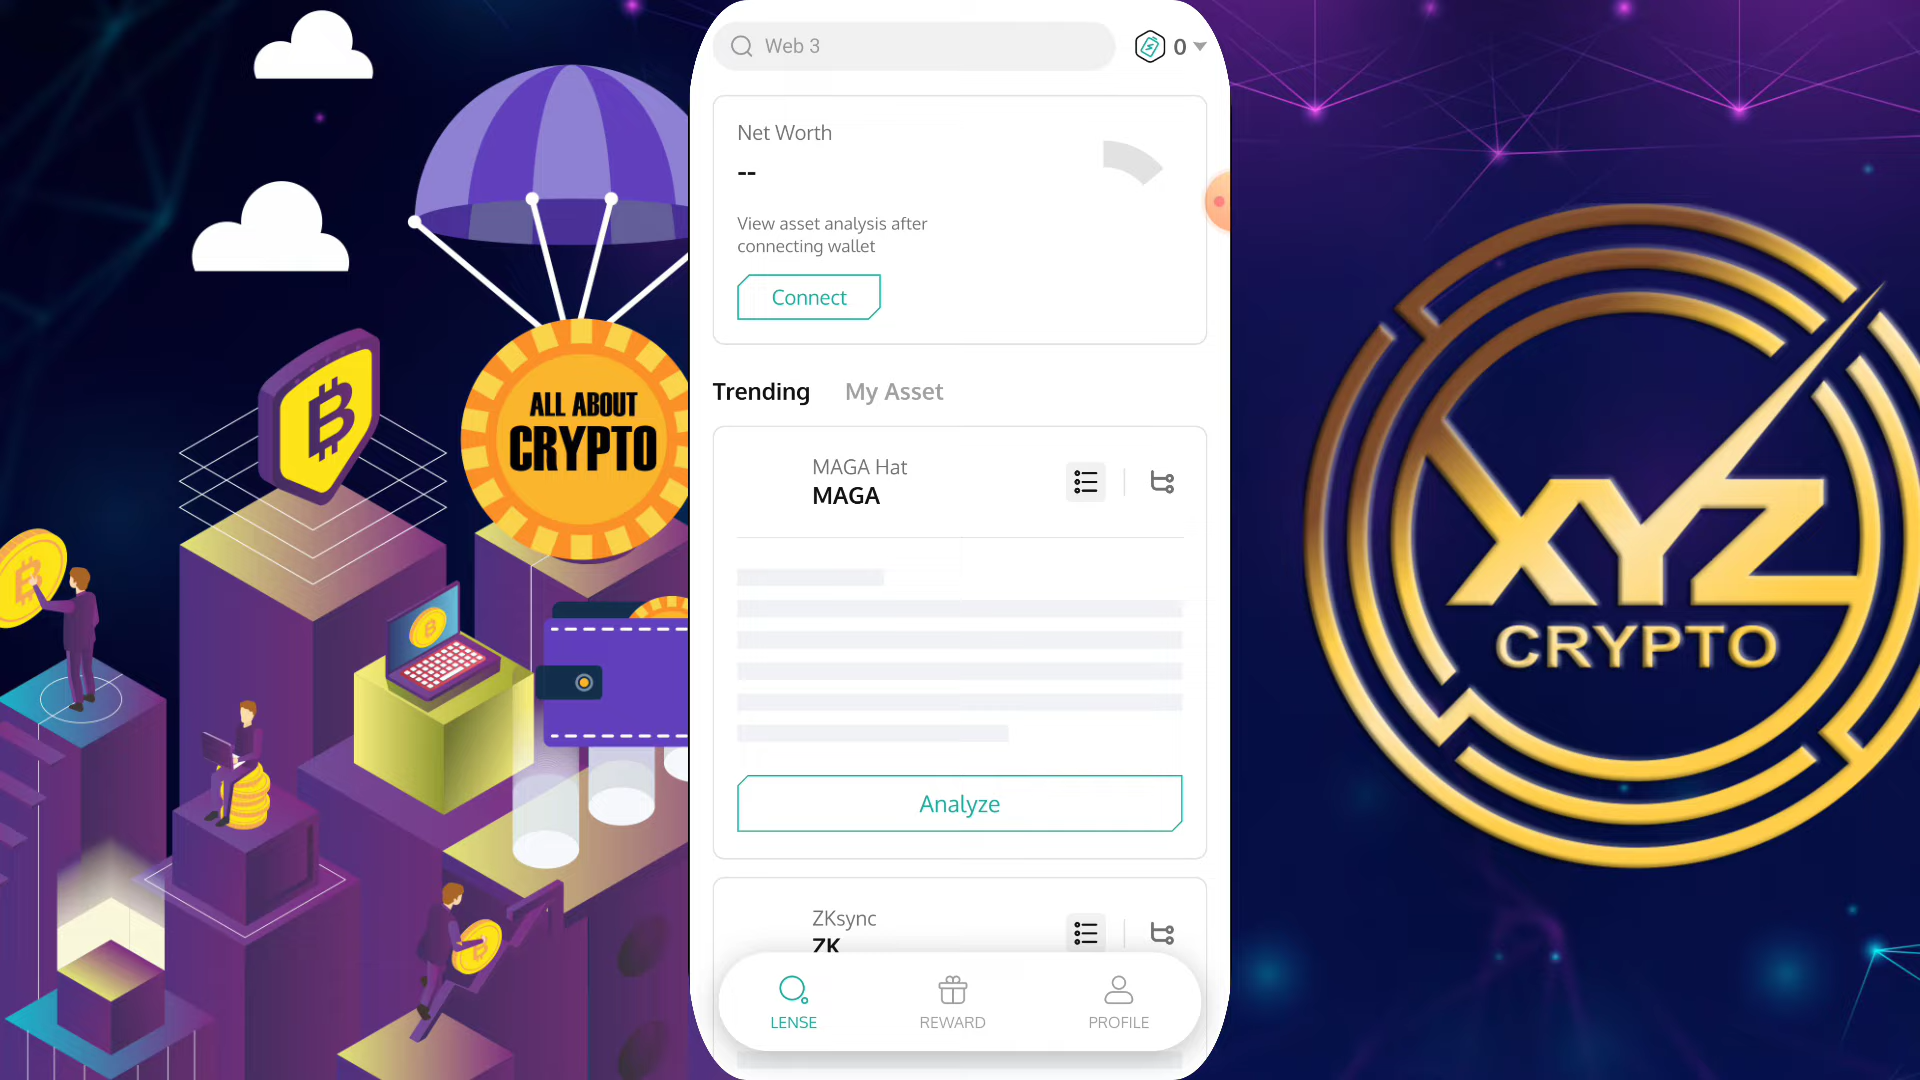 ALL ABOUT
CRYPTO
Web 3
0
Net Worth
--
View asset analysis after
connecting wallet
Connect
Trending
My Asset
MAGA Hat
MAGA
Analyze
ZKsync
ZK
LENSE
REWARD
PROFILE
XYZ
CRYPTO